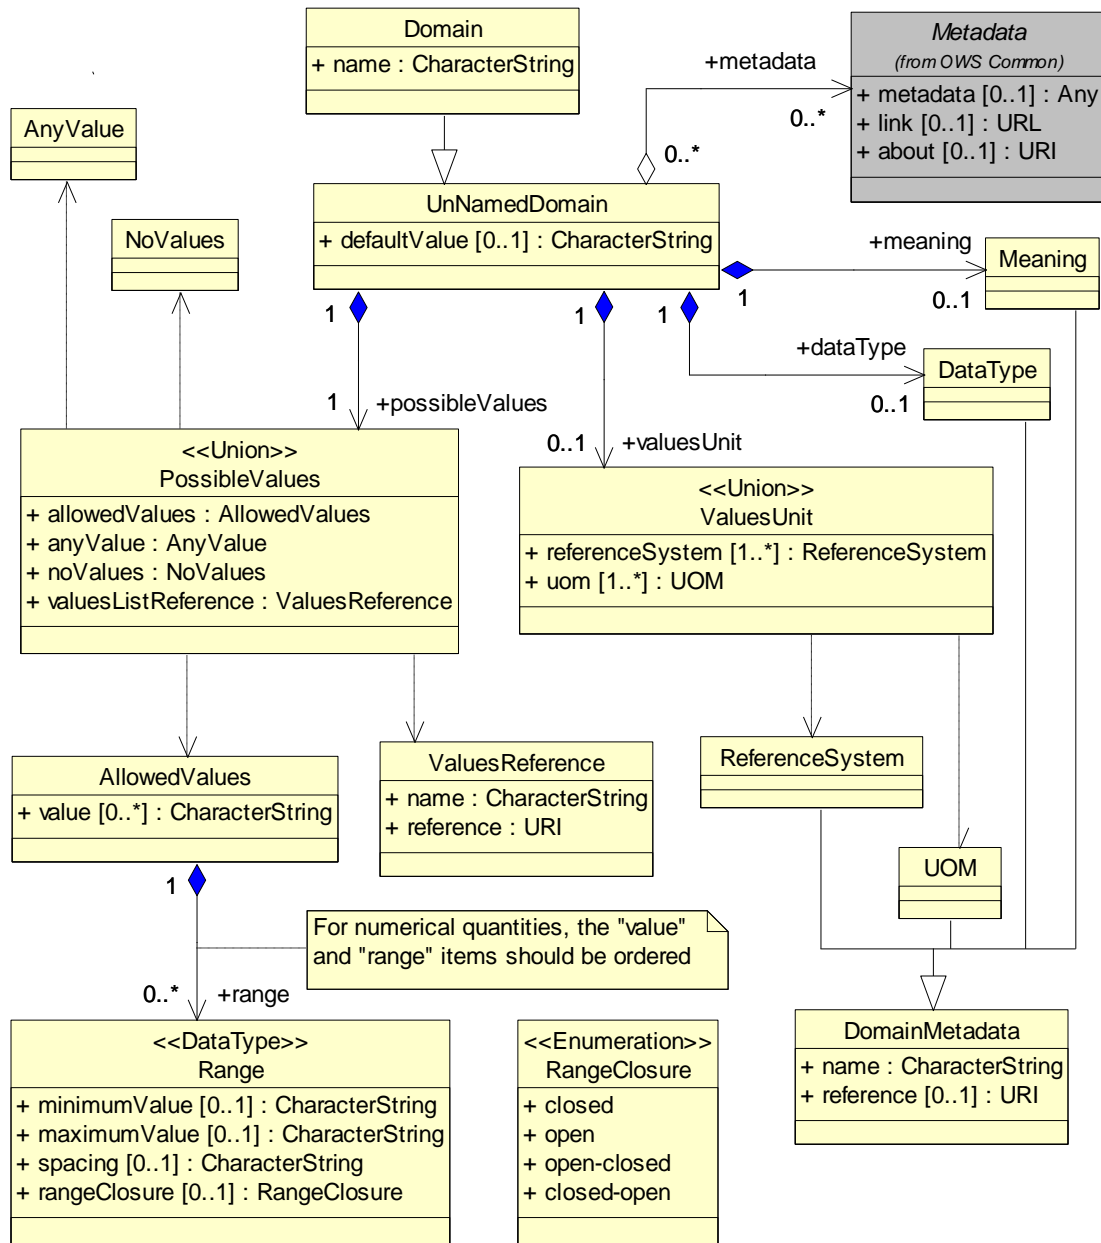 Domain
+ name : CharacterString
Metadata
(from OWS Common)
+ metadata [0..1] : Any
+ link [0..1] : URL
+ about [0..1] : URI
+metadata
0..*
0..*
AnyValue
NoValues
UnNamedDomain
+ defaultValue [0..1] : CharacterString
+meaning
1
0..1
Meaning
1
1
1
+dataType
0..1
DataType
1
+possibleValues
0..1
+valuesUnit
<<Union>>
PossibleValues
+ allowedValues : AllowedValues
+ anyValue : AnyValue
+ noValues : NoValues
+ valuesListReference : ValuesReference
<<Union>>
ValuesUnit
+ referenceSystem [1..*] : ReferenceSystem
+ uom [1..*] : UOM
AllowedValues
+ value [0..*] : CharacterString
ValuesReference
+ name : CharacterString
+ reference : URI
ReferenceSystem
UOM
1
For numerical quantities, the "value"
and "range" items should be ordered
0..*
+range
<<DataType>>
Range
+ minimumValue [0..1] : CharacterString
+ maximumValue [0..1] : CharacterString
+ spacing [0..1] : CharacterString
+ rangeClosure [0..1] : RangeClosure
<<Enumeration>>
RangeClosure
+ closed
+ open
+ open-closed
+ closed-open
DomainMetadata
+ name : CharacterString
+ reference [0..1] : URI